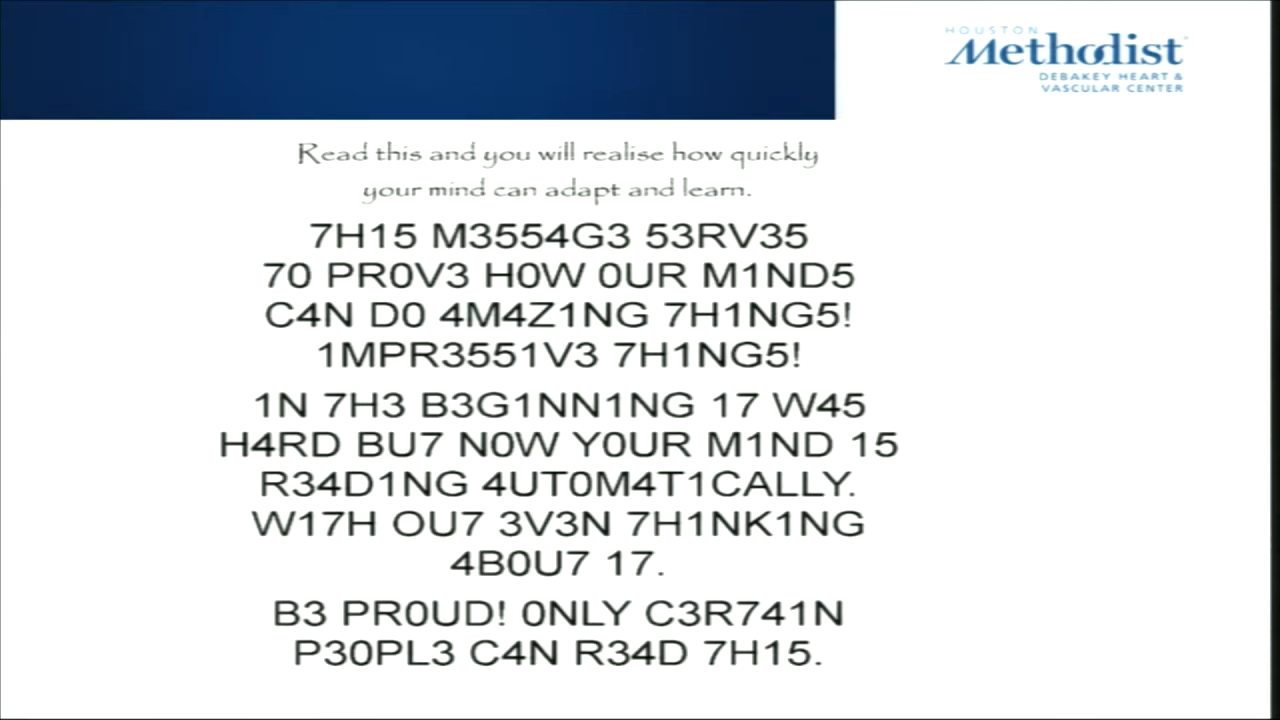 HOUSTON
Methodist
DEBAKEY HEART &
VASCULAR CENTER
Read this and you will realise how quickly
your mind can adapt and learn.
7H15 M3554G3 53RV35
70 PR0V3 H0W 0UR M1ND5
C4N D0 4M4Z1NG 7H1NG5!
1MPR3551V3 7H1NG5!
1N 7H3 B3G1NN1NG 17 W45
H4RD BU7 N0W Y0UR M1ND 15
R34D1NG 4UT0M4T1CALLY.
W17H OU7 3V3N 7H1NK1NG
4B0U7 17.
B3 PR0UD! 0NLY C3R741N
P30PL3 C4N R34D 7H15.